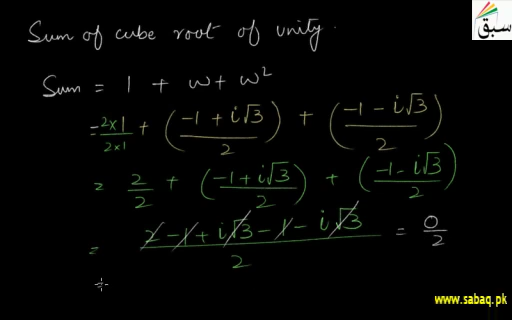 سبق
Sum of cube root of unity.
Sum = 1 + ω + ω²
= 2×1/2×1 + (-1 + i√3/2) + (-1 - i√3/2)
= 2/2 + (-1 + i√3/2) + (-1 - i√3/2)
= 2 - 1 + i√3 - 1 - i√3/2 = 0/2
=
www.sabaq.pk